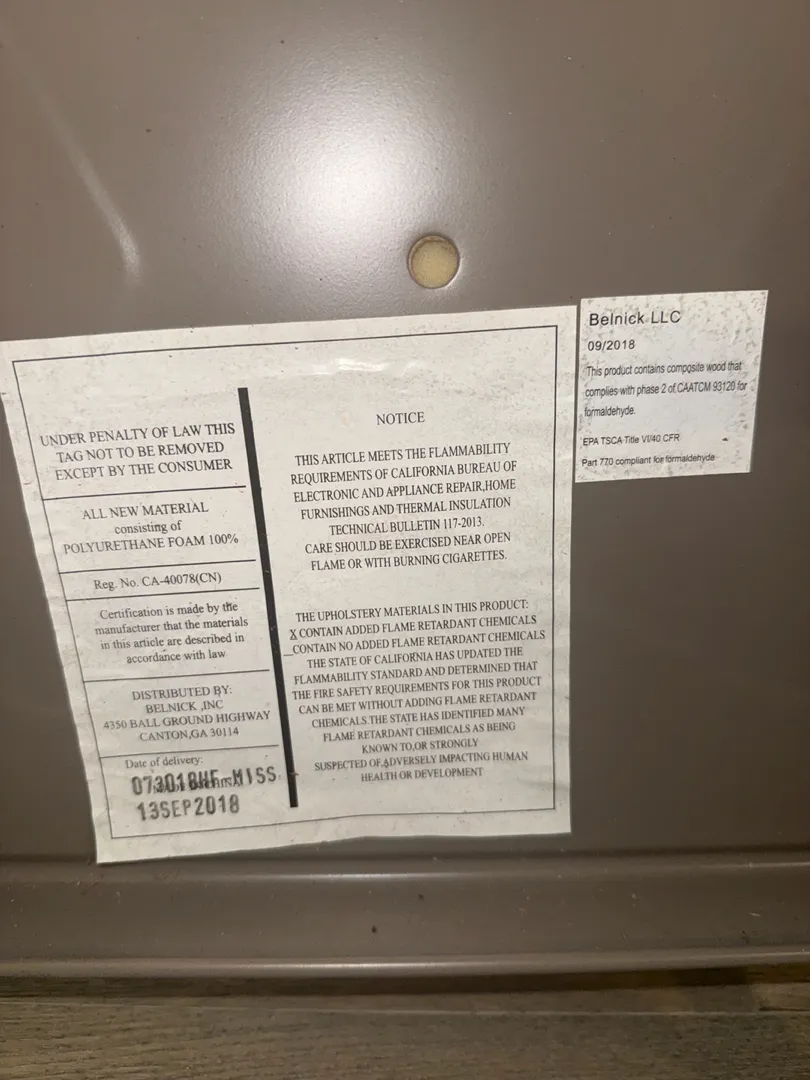 UNDER PENALTY OF LAW THIS
TAG NOT TO BE REMOVED
EXCEPT BY THE CONSUMER
ALL NEW MATERIAL
consisting of
POLYURETHANE FOAM 100%
Reg. No. CA-40078(CN)
Certification is made by the
manufacturer that the materials
in this article are described in
accordance with law
DISTRIBUTED BY:
BELNICK ,INC
4350 BALL GROUND HIGHWAY
CANTON,GA 30114
Date of delivery:
073018HF-MISS
13SEP2018
NOTICE
THIS ARTICLE MEETS THE FLAMMABILITY
REQUIREMENTS OF CALIFORNIA BUREAU OF
ELECTRONIC AND APPLIANCE REPAIR,HOME
FURNISHINGS AND THERMAL INSULATION
TECHNICAL BULLETIN 117-2013.
CARE SHOULD BE EXERCISED NEAR OPEN
FLAME OR WITH BURNING CIGARETTES.
THE UPHOLSTERY MATERIALS IN THIS PRODUCT:
X CONTAIN ADDED FLAME RETARDANT CHEMICALS
_CONTAIN NO ADDED FLAME RETARDANT CHEMICALS
THE STATE OF CALIFORNIA HAS UPDATED THE
FLAMMABILITY STANDARD AND DETERMINED THAT
THE FIRE SAFETY REQUIREMENTS FOR THIS PRODUCT
CAN BE MET WITHOUT ADDING FLAME RETARDANT
CHEMICALS.THE STATE HAS IDENTIFIED MANY
FLAME RETARDANT CHEMICALS AS BEING
KNOWN TO,OR STRONGLY
SUSPECTED OF,ADVERSELY IMPACTING HUMAN
HEALTH OR DEVELOPMENT
Belnick LLC
09/2018
This product contains composite wood that
complies with phase 2 of CAATCM 93120 for
formaldehyde.
EPA TSCA Title VI/40 CFR
Part 770 compliant for formaldehyde